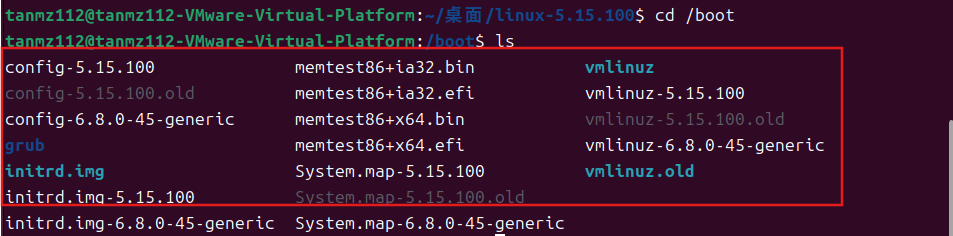 tanmz112@tanmz112-VMware-Virtual-Platform:~/桌面/linux-5.15.100$ cd /boot
tanmz112@tanmz112-VMware-Virtual-Platform:/boot$ ls
config-5.15.100 memtest86+ia32.bin vmlinuz
config-5.15.100.old memtest86+ia32.efi vmlinuz-5.15.100
config-6.8.0-45-generic memtest86+x64.bin vmlinuz-5.15.100.old
grub memtest86+x64.efi vmlinuz-6.8.0-45-generic
initrd.img System.map-5.15.100 vmlinuz.old
initrd.img-5.15.100 System.map-5.15.100.old
initrd.img-6.8.0-45-generic System.map-6.8.0-45-generic